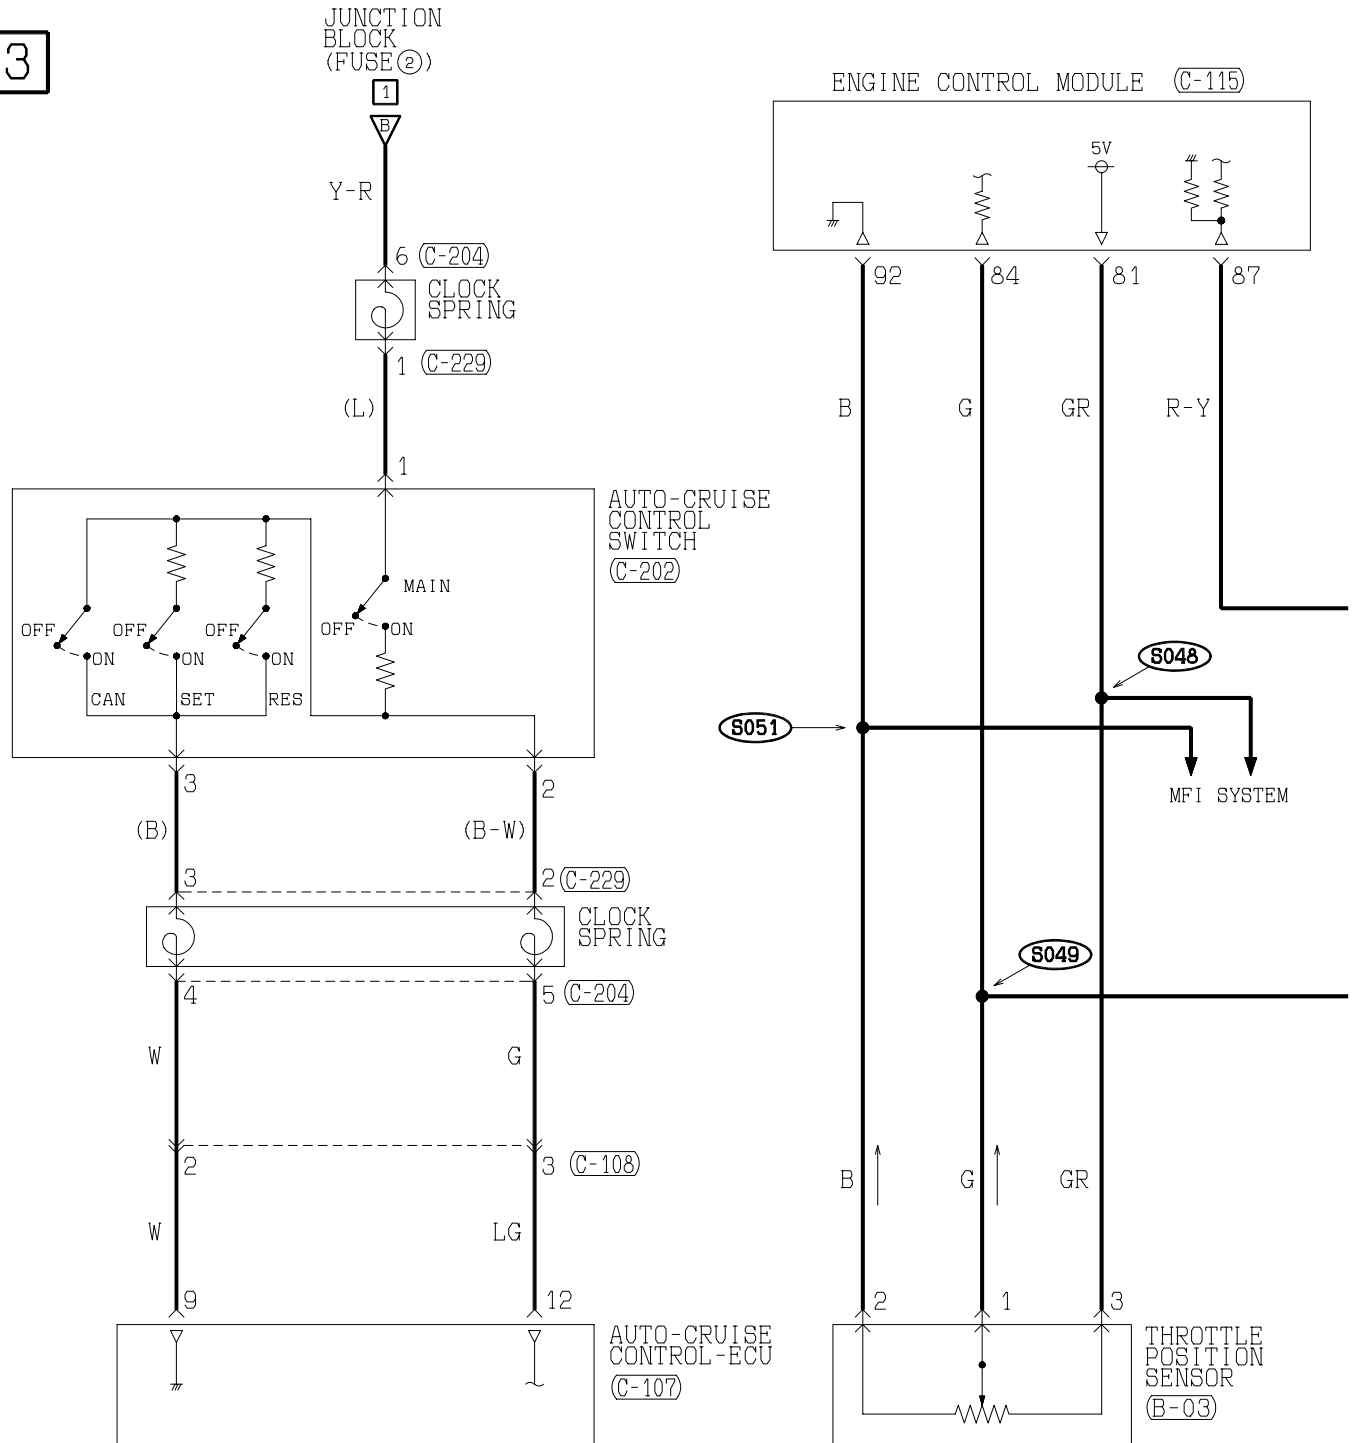 3
JUNCTION
BLOCK
(FUSE②)
1
B
Y-R
6 (C-204)
CLOCK
SPRING
1 (C-229)
(L)
1
AUTO-CRUISE
CONTROL
SWITCH
(C-202)
MAIN
OFF
ON
OFF
ON
OFF
ON
OFF
ON
CAN
SET
RES
3
2
(B)
(B-W)
3
2 (C-229)
CLOCK
SPRING
4
5 (C-204)
W
G
2
3 (C-108)
W
LG
9
12
AUTO-CRUISE
CONTROL-ECU
(C-107)
ENGINE CONTROL MODULE (C-115)
5V
92
84
81
87
B
G
GR
R-Y
S048
S051
MFI SYSTEM
S049
B
G
GR
2
1
3
THROTTLE
POSITION
SENSOR
(B-03)